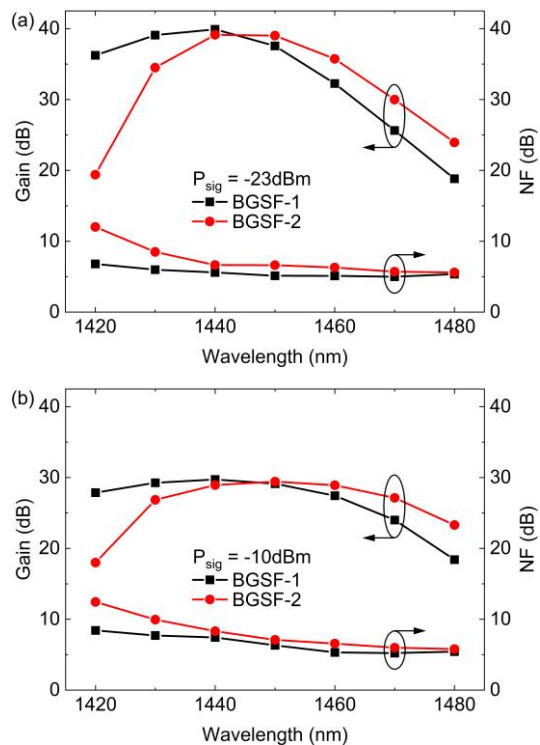 (a)
40
30
20
10
0
Gain (dB)
P_sig = -23dBm
BGSF-1
BGSF-2
40
30
20
10
0
NF (dB)
1420 1440 1460 1480
Wavelength (nm)
(b)
40
30
20
10
0
Gain (dB)
P_sig = -10dBm
BGSF-1
BGSF-2
40
30
20
10
0
NF (dB)
1420 1440 1460 1480
Wavelength (nm)